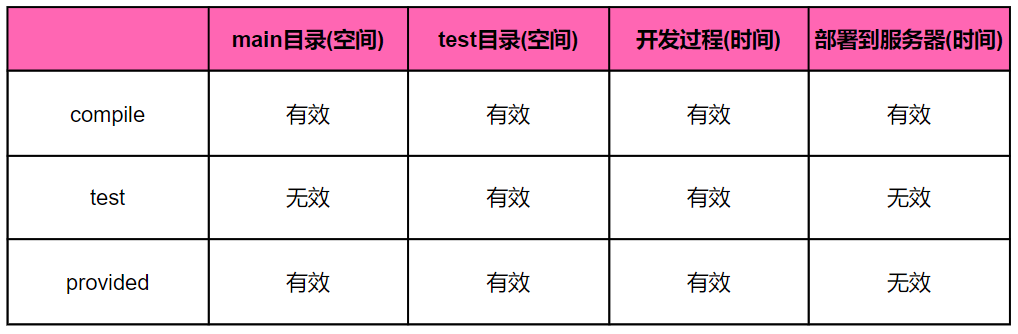 main目录(空间) test目录(空间) 开发过程(时间) 部署到服务器(时间)
compile 有效 有效 有效 有效
test 无效 有效 有效 无效
provided 有效 有效 有效 无效